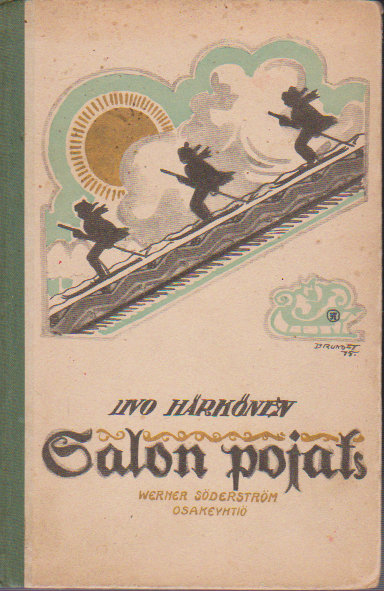 IIVO HÄRKÖNEN
Salon pojat
WERNER SÖDERSTRÖM
OSAKEYHTIÖ